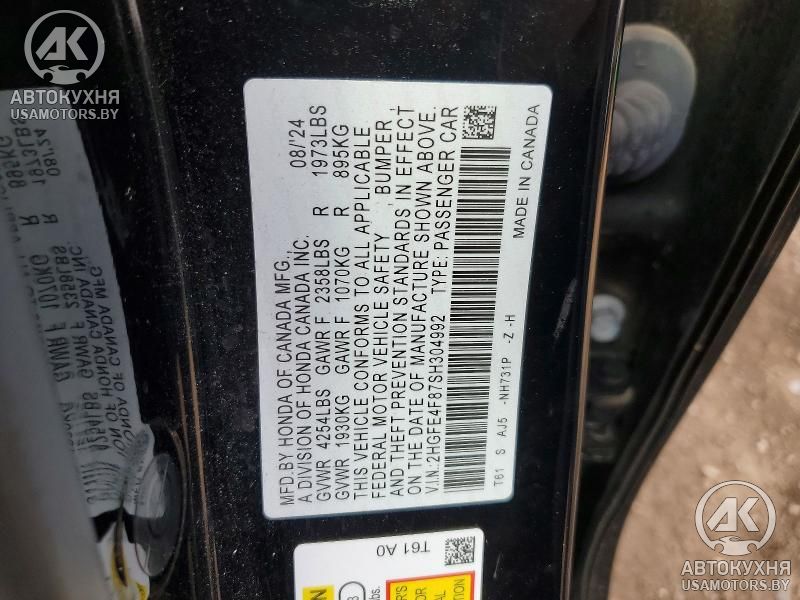 АК
АВТОКУХНЯ
USAMOTORS.BY
MFD.BY HONDA OF CANADA MFG., 08/'24
A DIVISION OF HONDA CANADA INC.
GVWR 4254LBS GAWR F 2358LBS R 1973LBS
GVWR 1930KG GAWR F 1070KG R 895KG
THIS VEHICLE CONFORMS TO ALL APPLICABLE
FEDERAL MOTOR VEHICLE SAFETY, BUMPER,
AND THEFT PREVENTION STANDARDS IN EFFECT
ON THE DATE OF MANUFACTURE SHOWN ABOVE.
V.I.N.:2HGFE4F87SH304992 TYPE: PASSENGER CAR
T61 S AJ5 -NH731P -Z -H
MADE IN CANADA
T61 A0
АК
АВТОКУХНЯ
USAMOTORS.BY